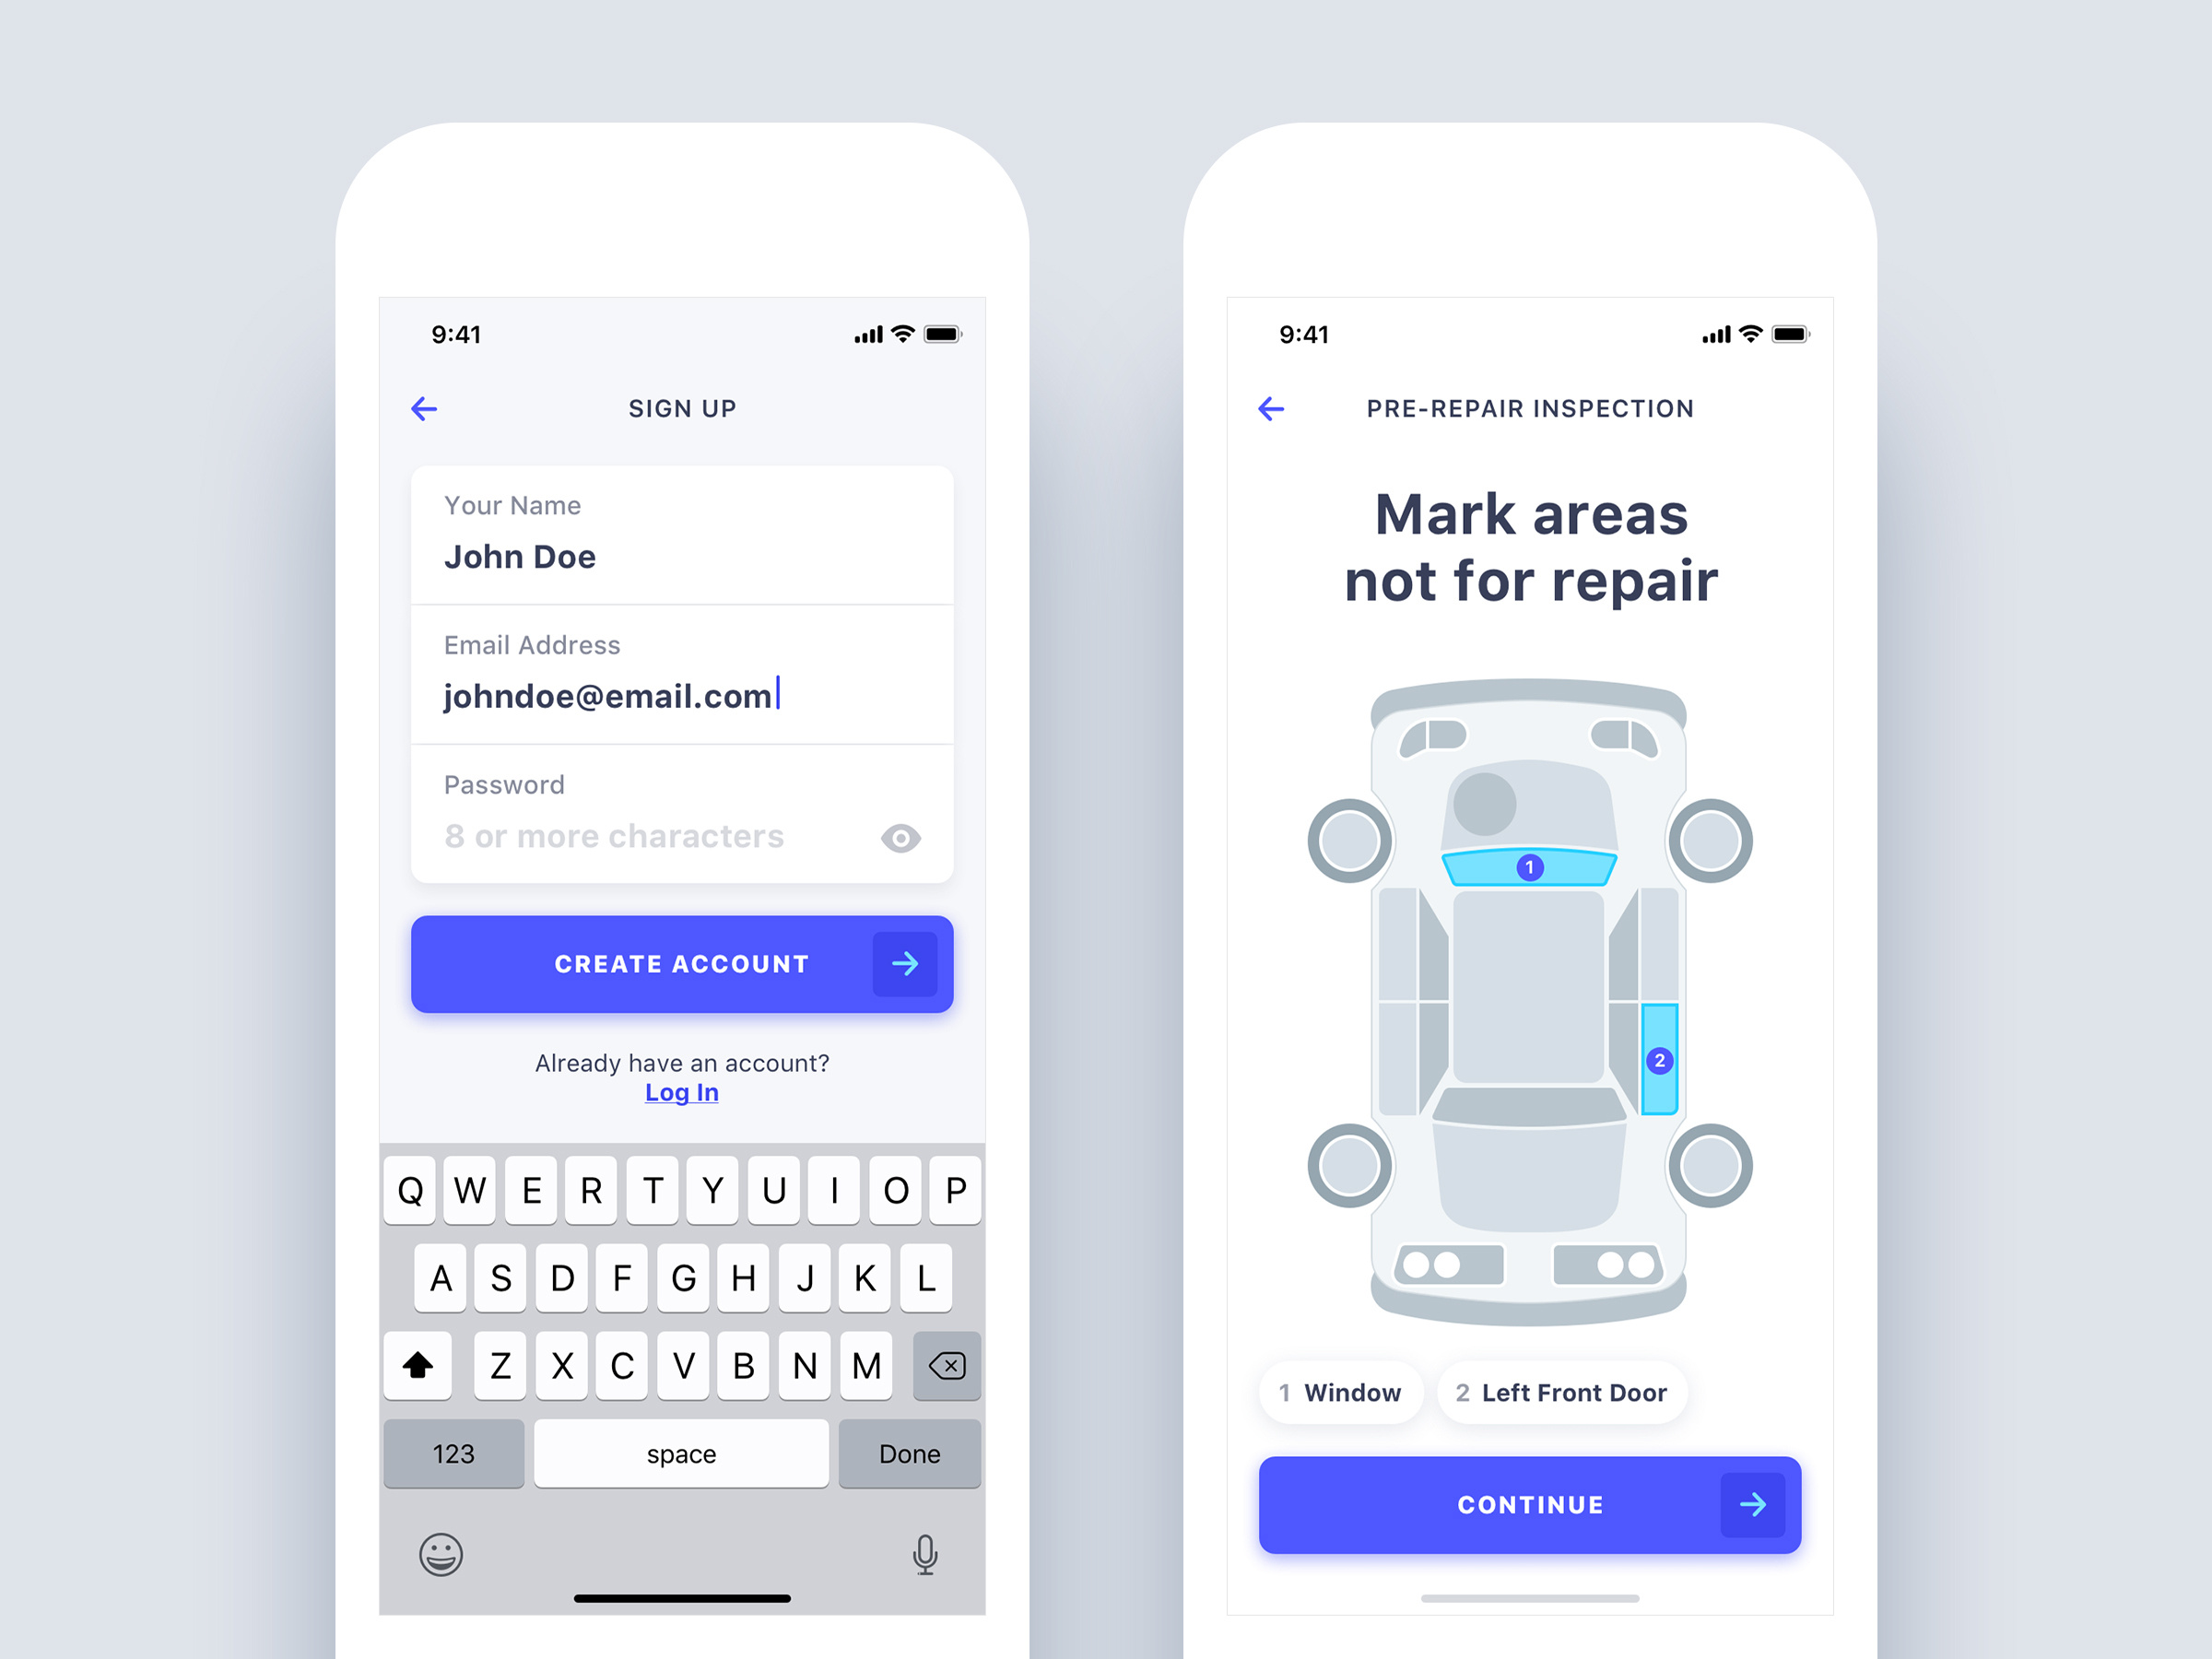 9:41
SIGN UP
Your Name
John Doe
Email Address
johndoe@email.com
Password
8 or more characters
CREATE ACCOUNT
Already have an account?
Log In
Q W E R T Y U I O P
A S D F G H J K L
Z X C V B N M
123 space Done
9:41
PRE-REPAIR INSPECTION
Mark areas
not for repair
1
2
1 Window 2 Left Front Door
CONTINUE